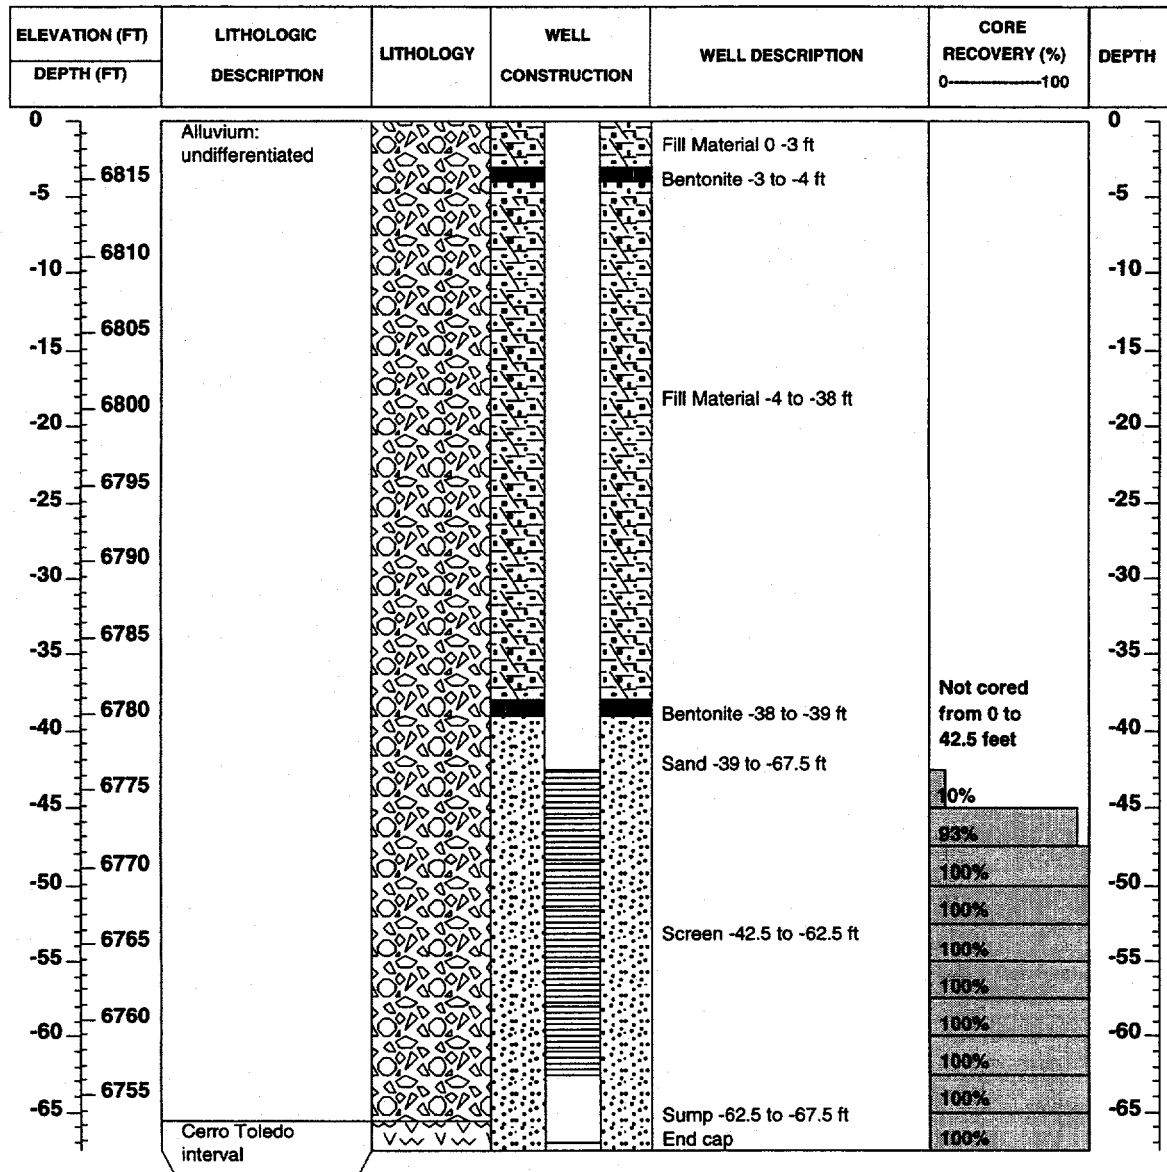 ELEVATION (FT)
DEPTH (FT)
LITHOLOGIC
DESCRIPTION
LITHOLOGY
WELL
CONSTRUCTION
WELL DESCRIPTION
CORE
RECOVERY (%)
0-----------------100
DEPTH
0
-5
-10
-15
-20
-25
-30
-35
-40
-45
-50
-55
-60
-65
6815
6810
6805
6800
6795
6790
6785
6780
6775
6770
6765
6760
6755
Alluvium:
undifferentiated
Cerro Toledo
interval
Fill Material 0 -3 ft
Bentonite -3 to -4 ft
Fill Material -4 to -38 ft
Bentonite -38 to -39 ft
Sand -39 to -67.5 ft
Screen -42.5 to -62.5 ft
Sump -62.5 to -67.5 ft
End cap
Not cored
from 0 to
42.5 feet
10%
93%
100%
100%
100%
100%
100%
100%
100%
100%
0
-5
-10
-15
-20
-25
-30
-35
-40
-45
-50
-55
-60
-65